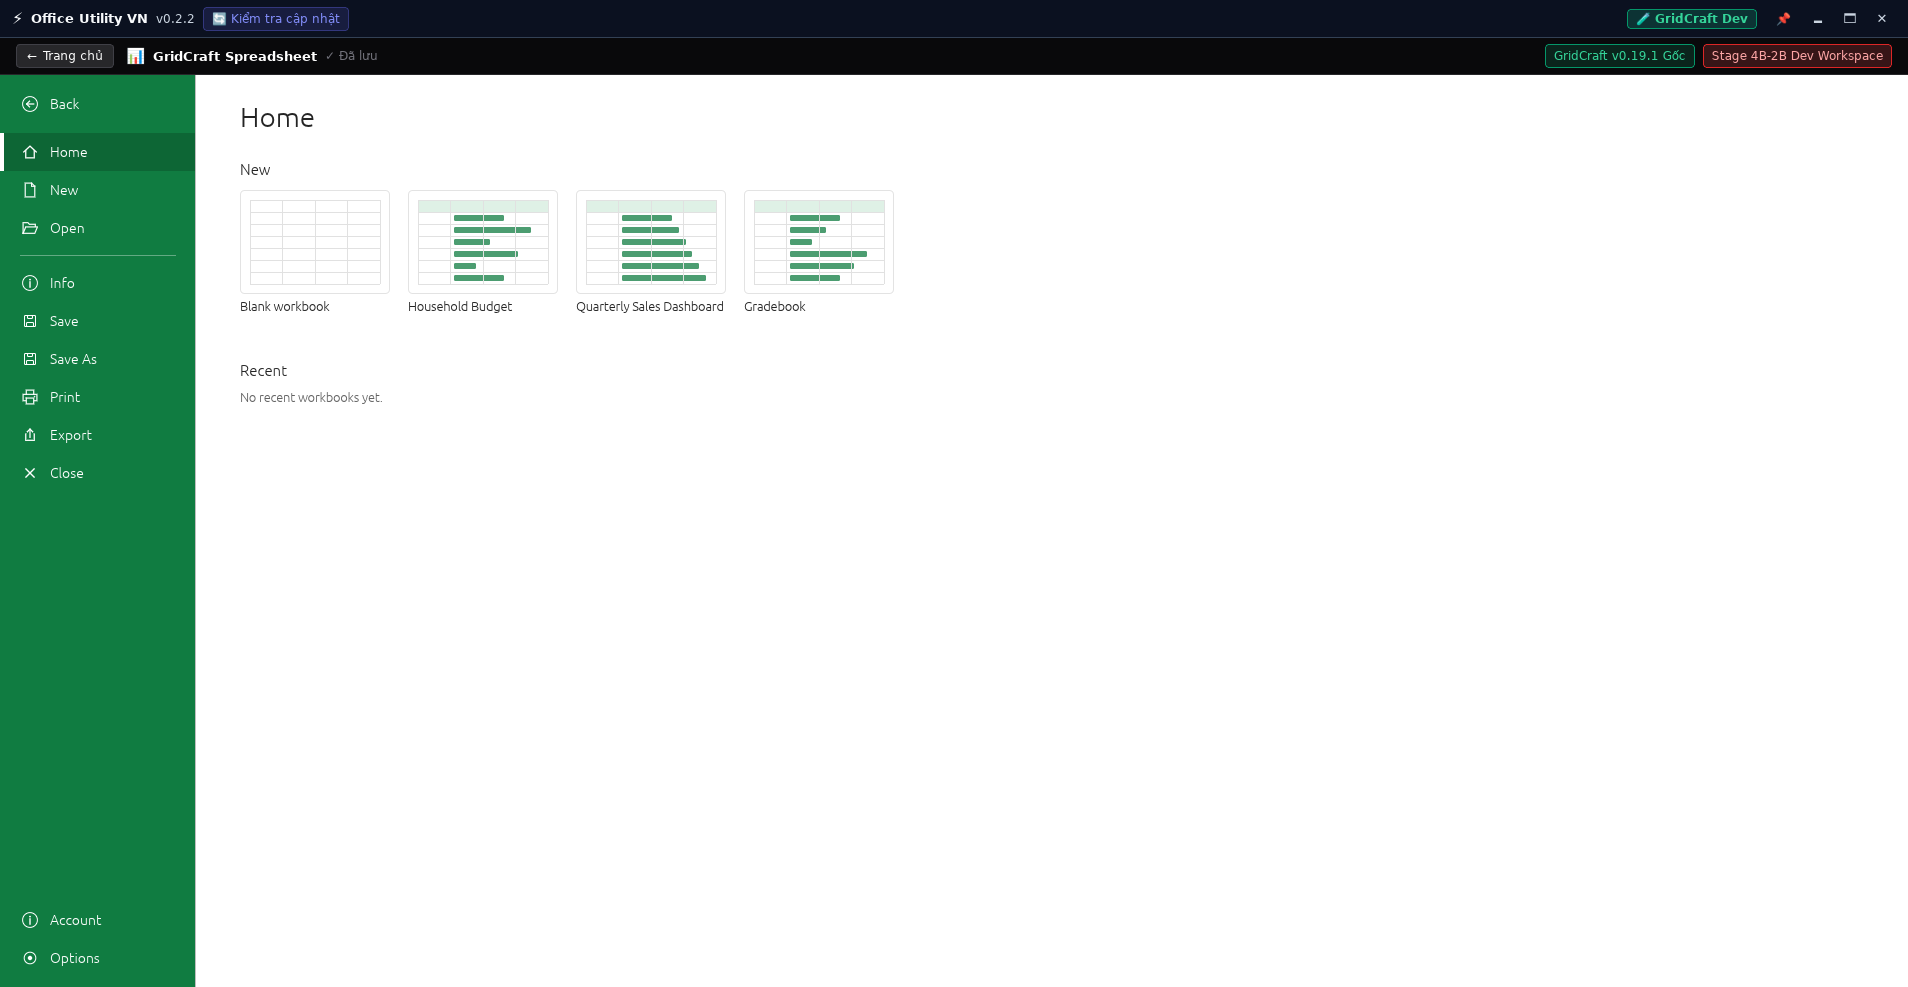 Office Utility VN v0.2.2 Kiểm tra cập nhật GridCraft Dev
← Trang chủ GridCraft Spreadsheet ✓ Đã lưu GridCraft v0.19.1 Gốc Stage 4B-2B Dev Workspace
Back
Home
New
Open
Info
Save
Save As
Print
Export
Close
Account
Options
Home
New
Blank workbook Household Budget Quarterly Sales Dashboard Gradebook
Recent
No recent workbooks yet.